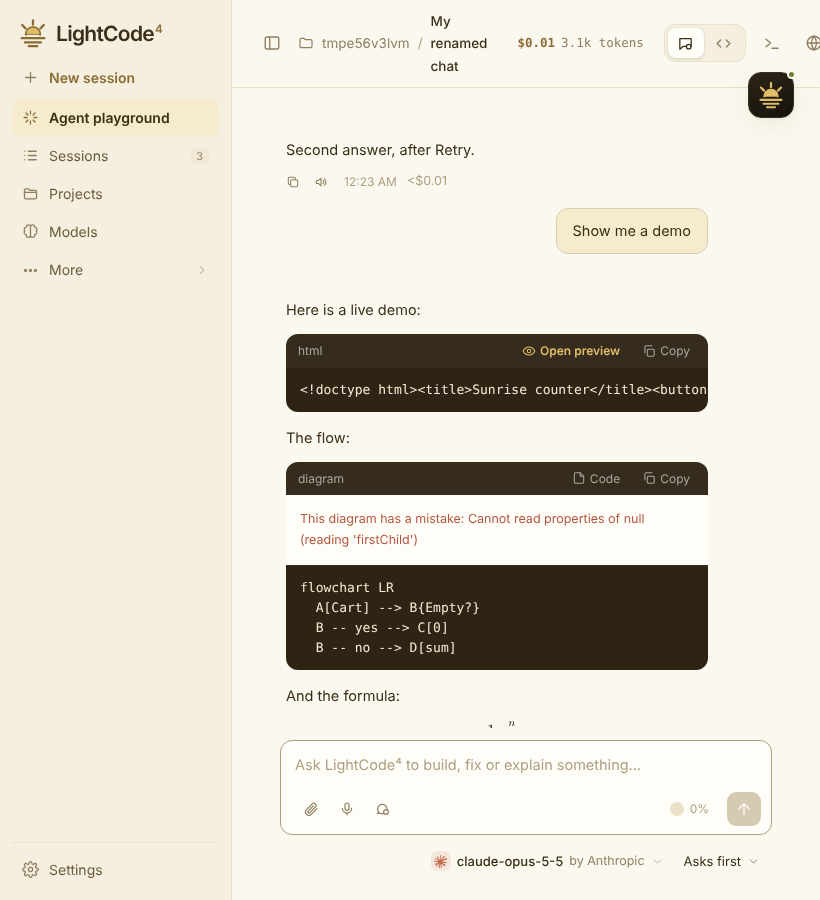 LightCode⁴
New session
Agent playground
Sessions 3
Projects
Models
More
Settings
tmpe56v3lvm / My renamed chat
$0.01 3.1k tokens
Second answer, after Retry.
12:23 AM <$0.01
Show me a demo
Here is a live demo:
html Open preview Copy
<!doctype html><title>Sunrise counter</title><button
The flow:
diagram Code Copy
This diagram has a mistake: Cannot read properties of null
(reading 'firstChild')
flowchart LR
A[Cart] --> B{Empty?}
B -- yes --> C[0]
B -- no --> D[sum]
And the formula:
n
Ask LightCode⁴ to build, fix or explain something...
0%
claude-opus-5-5 by Anthropic Asks first